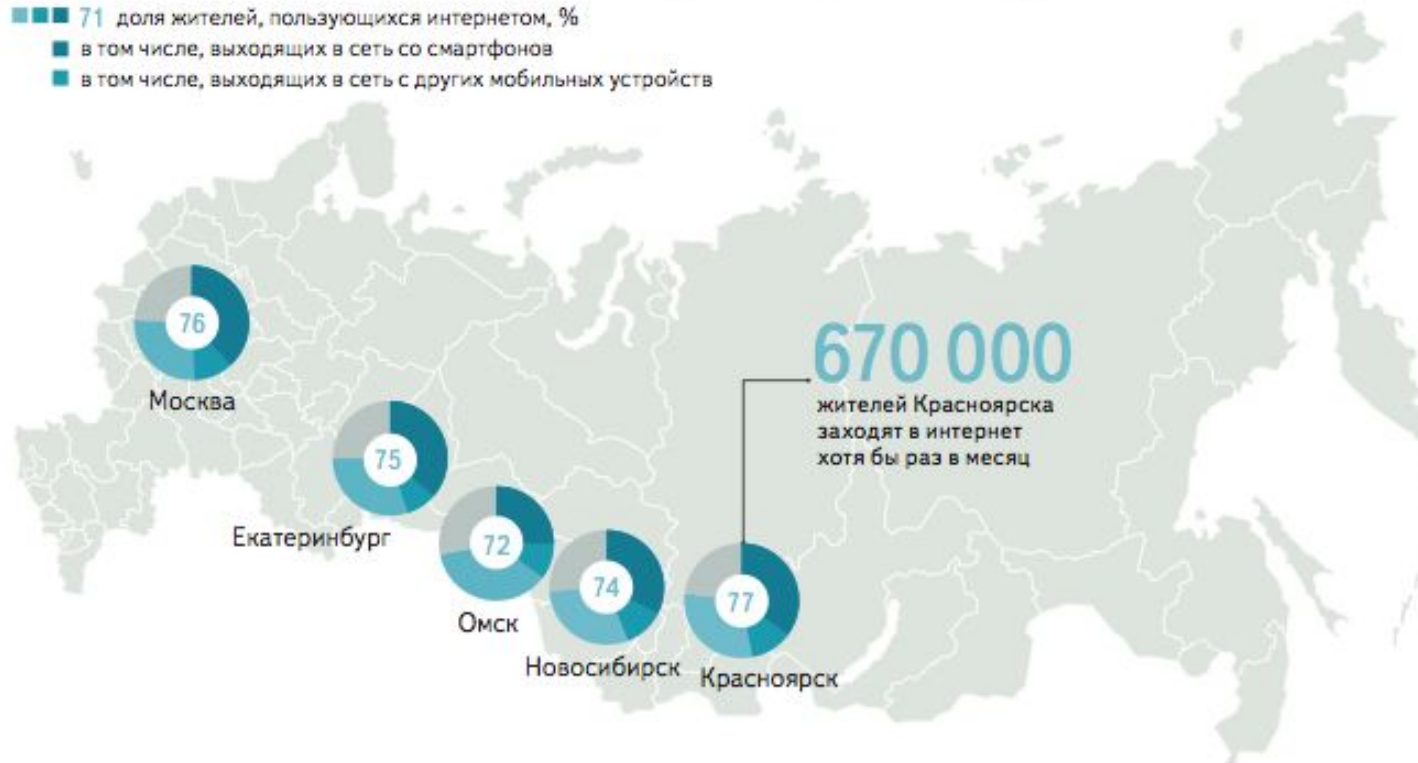 71 доля жителей, пользующихся интернетом, %
в том числе, выходящих в сеть со смартфонов
в том числе, выходящих в сеть с других мобильных устройств
76
Москва
75
Екатеринбург
72
Омск
74
Новосибирск
77
Красноярск
670 000
жителей Красноярска
заходят в интернет
хотя бы раз в месяц